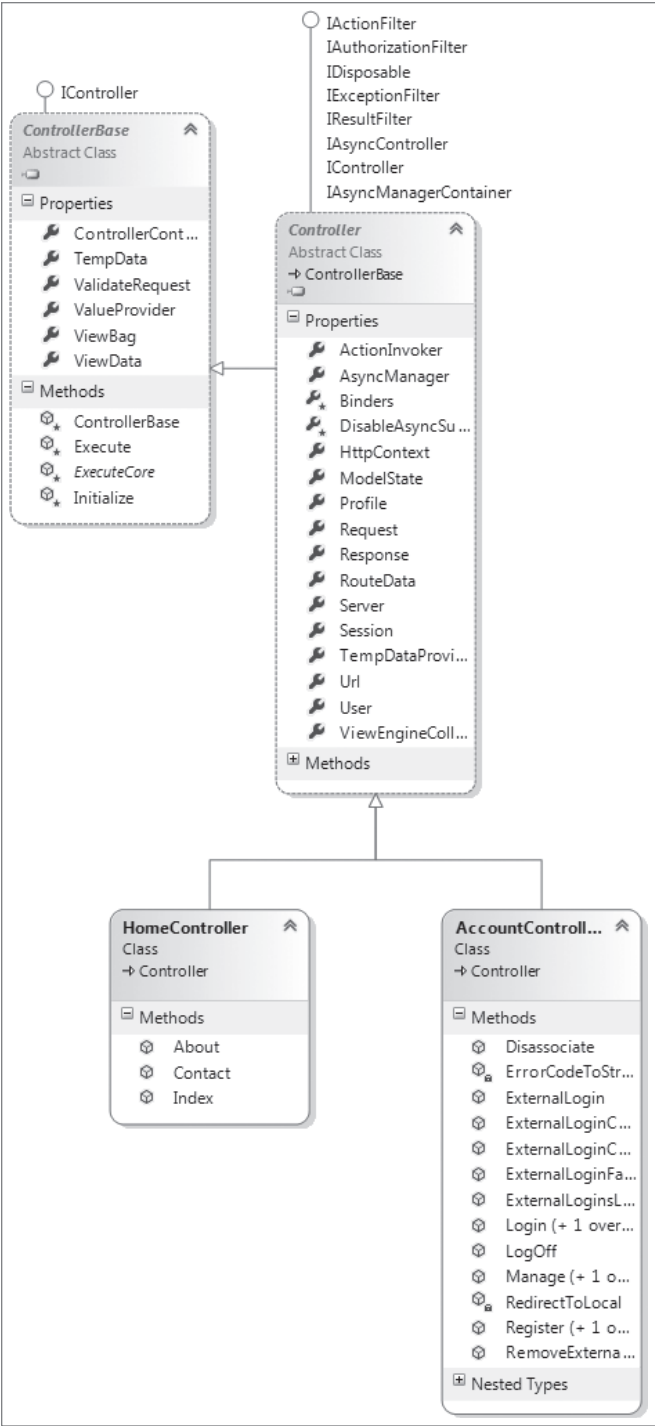 IController
ControllerBase
Abstract Class
Properties
ControllerCont...
TempData
ValidateRequest
ValueProvider
ViewBag
ViewData
Methods
ControllerBase
Execute
ExecuteCore
Initialize
IActionFilter
IAuthorizationFilter
IDisposable
IExceptionFilter
IResultFilter
IAsyncController
IController
IAsyncManagerContainer
Controller
Abstract Class
ControllerBase
Properties
ActionInvoker
AsyncManager
Binders
DisableAsyncSu...
HttpContext
ModelState
Profile
Request
Response
RouteData
Server
Session
TempDataProvi...
Url
User
ViewEngineColl...
Methods
HomeController
Class
Controller
Methods
About
Contact
Index
AccountControll...
Class
Controller
Methods
Disassociate
ErrorCodeToStr...
ExternalLogin
ExternalLoginC...
ExternalLoginC...
ExternalLoginFa...
ExternalLoginsL...
Login (+ 1 over...
LogOff
Manage (+ 1 o...
RedirectToLocal
Register (+ 1 o...
RemoveExterna...
Nested Types